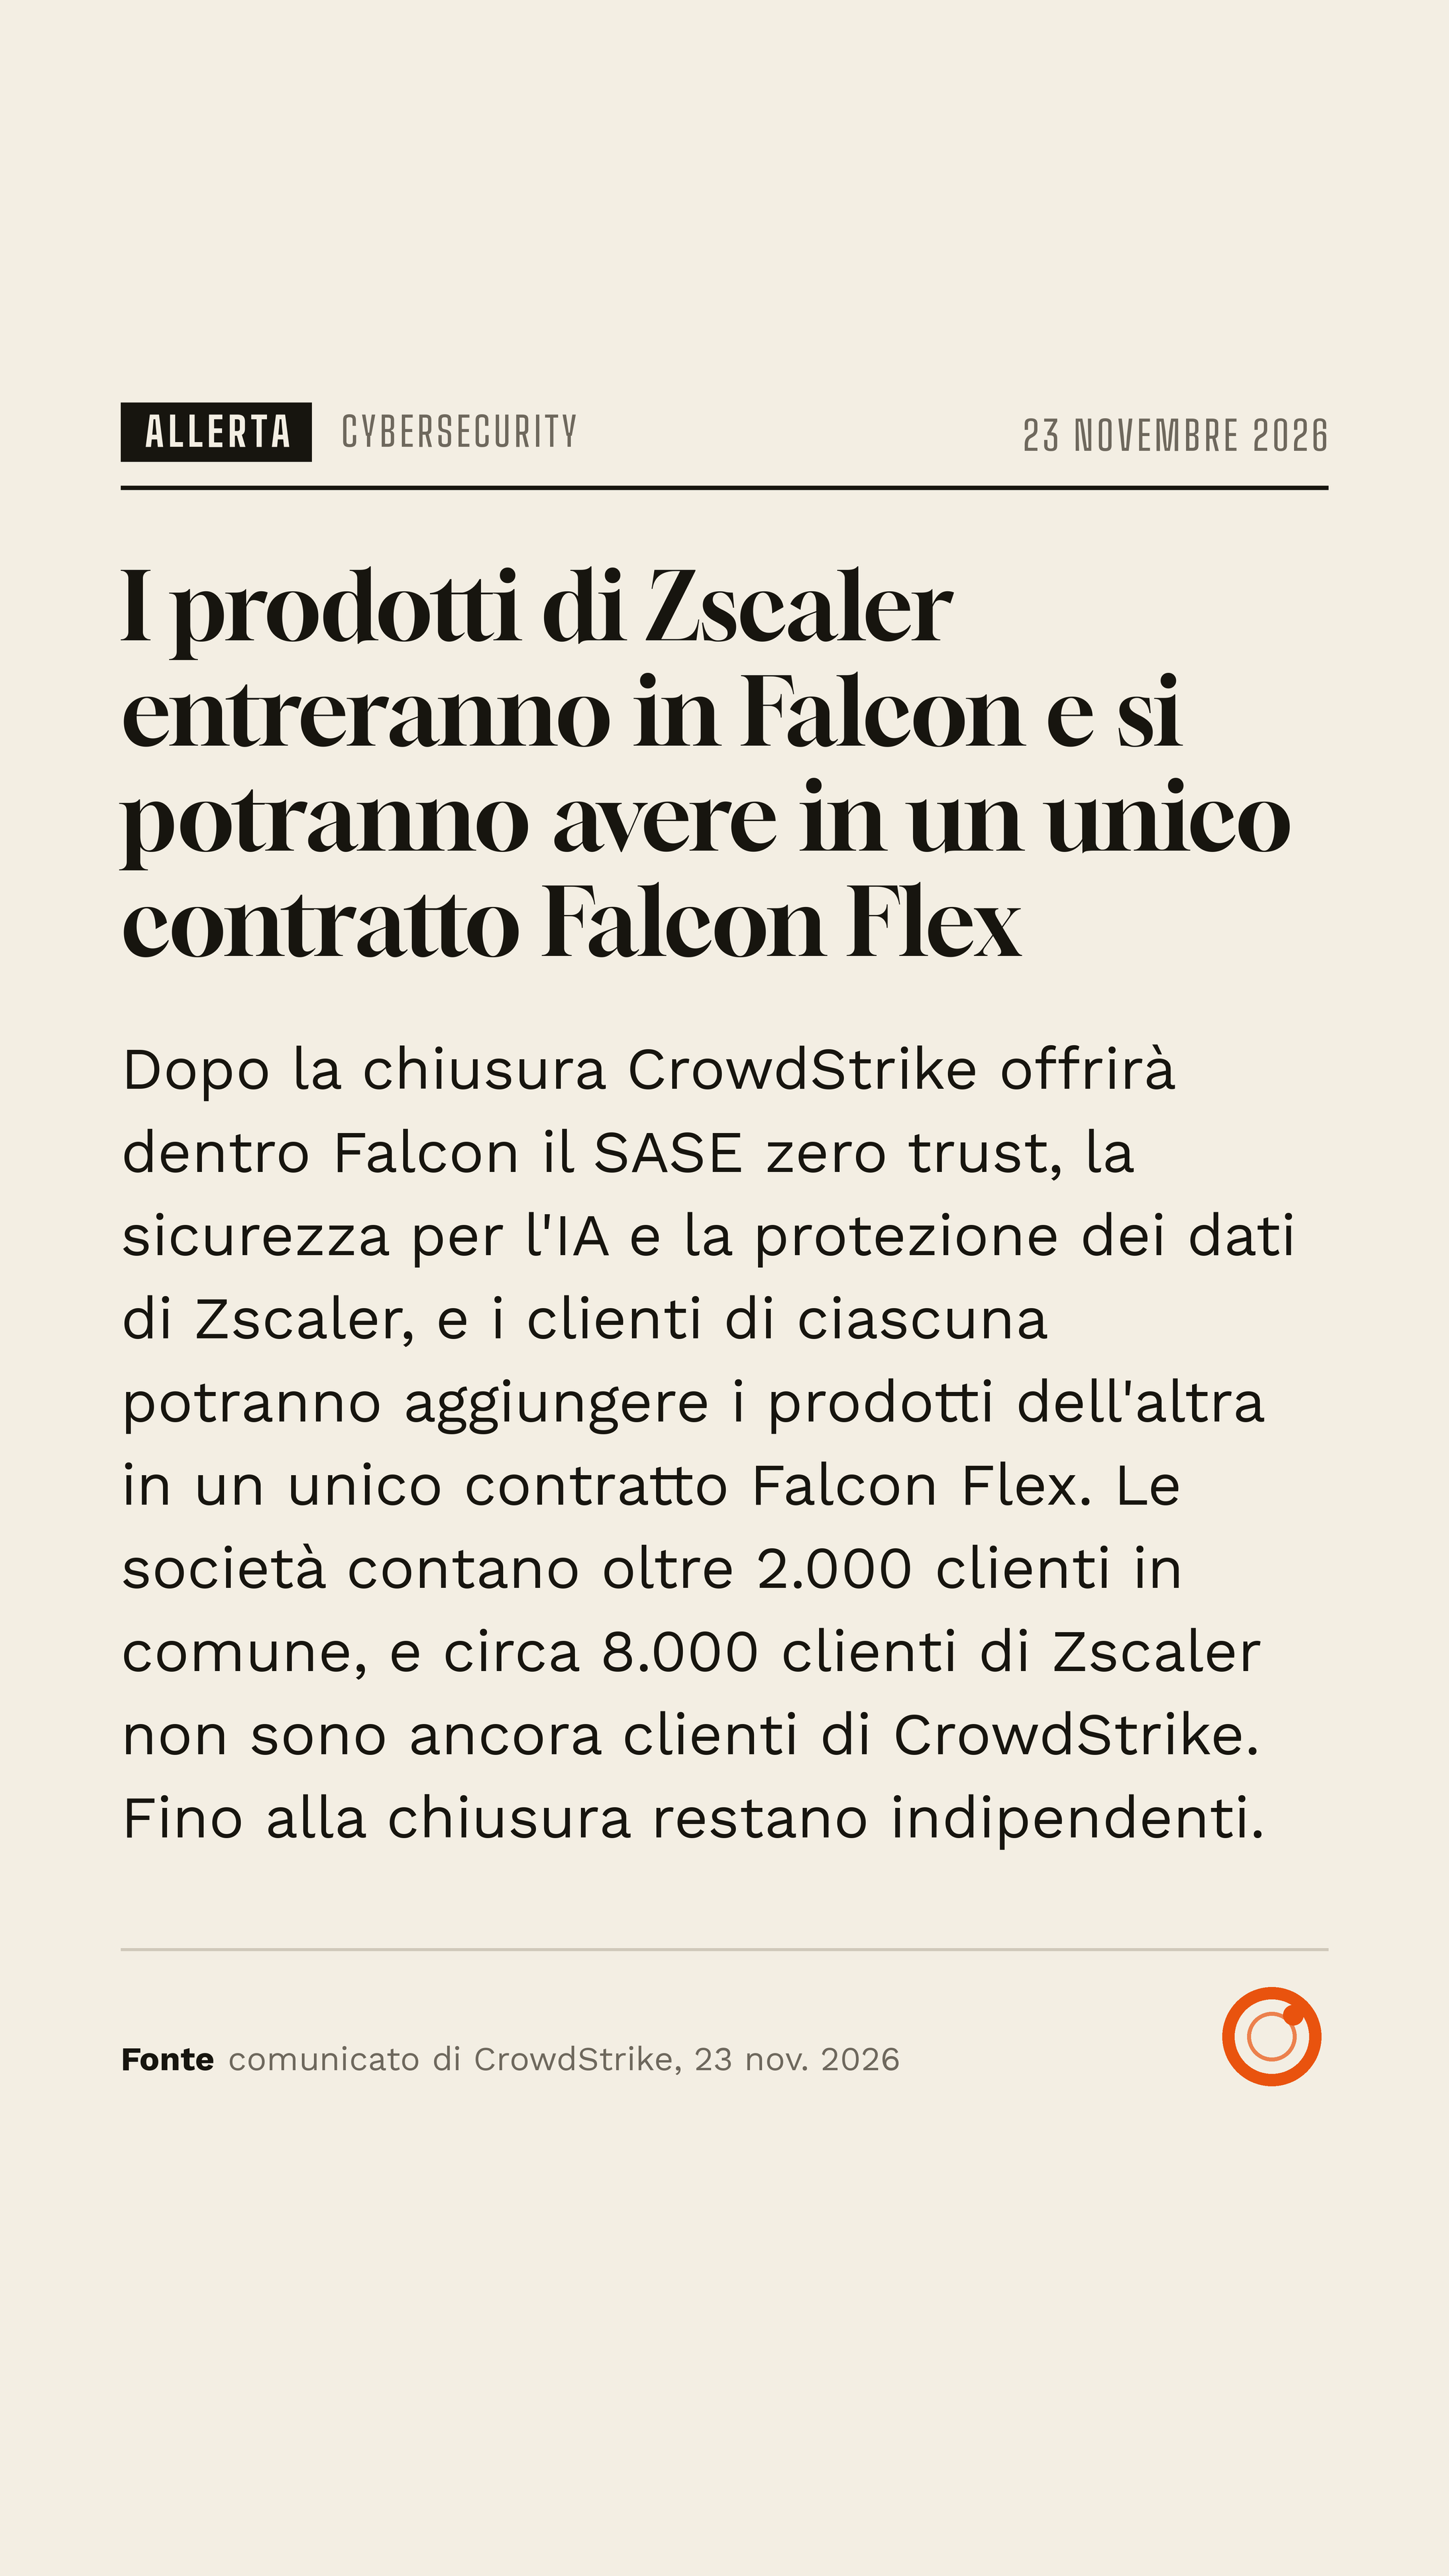 ALLERTA CYBERSECURITY 23 NOVEMBRE 2026
I prodotti di Zscaler
entreranno in Falcon e si
potranno avere in un unico
contratto Falcon Flex
Dopo la chiusura CrowdStrike offrirà
dentro Falcon il SASE zero trust, la
sicurezza per l'IA e la protezione dei dati
di Zscaler, e i clienti di ciascuna
potranno aggiungere i prodotti dell'altra
in un unico contratto Falcon Flex. Le
società contano oltre 2.000 clienti in
comune, e circa 8.000 clienti di Zscaler
non sono ancora clienti di CrowdStrike.
Fino alla chiusura restano indipendenti.
Fonte comunicato di CrowdStrike, 23 nov. 2026